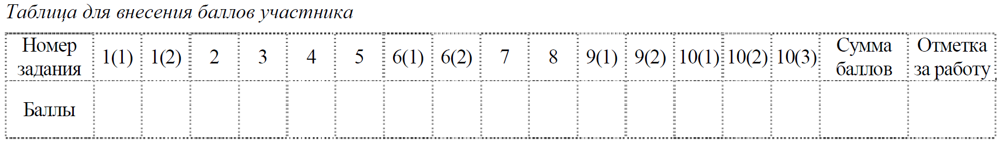 Таблица для внесения баллов участника
Номер задания 1(1) 1(2) 2 3 4 5 6(1) 6(2) 7 8 9(1) 9(2) 10(1) 10(2) 10(3) Сумма баллов Отметка за работу
Баллы